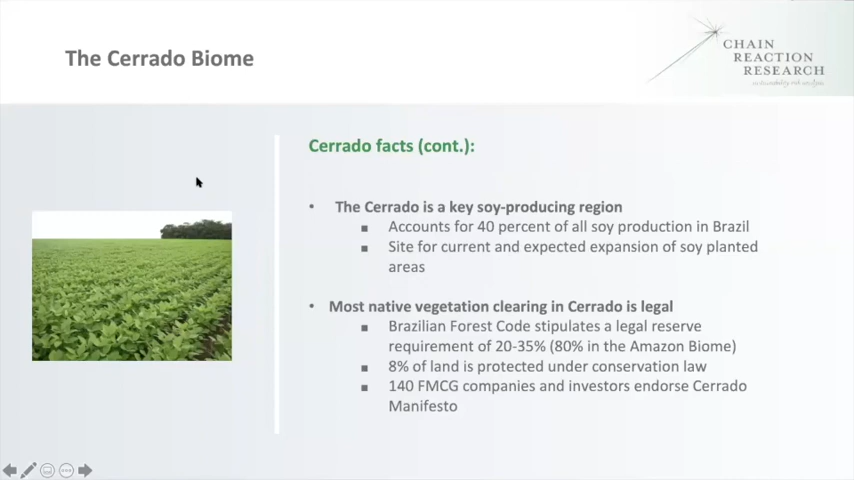 The Cerrado Biome
CHAIN
REACTION
RESEARCH
sustainability risk analysis
Cerrado facts (cont.):
• The Cerrado is a key soy-producing region
▪ Accounts for 40 percent of all soy production in Brazil
▪ Site for current and expected expansion of soy planted
areas
• Most native vegetation clearing in Cerrado is legal
▪ Brazilian Forest Code stipulates a legal reserve
requirement of 20-35% (80% in the Amazon Biome)
▪ 8% of land is protected under conservation law
▪ 140 FMCG companies and investors endorse Cerrado
Manifesto